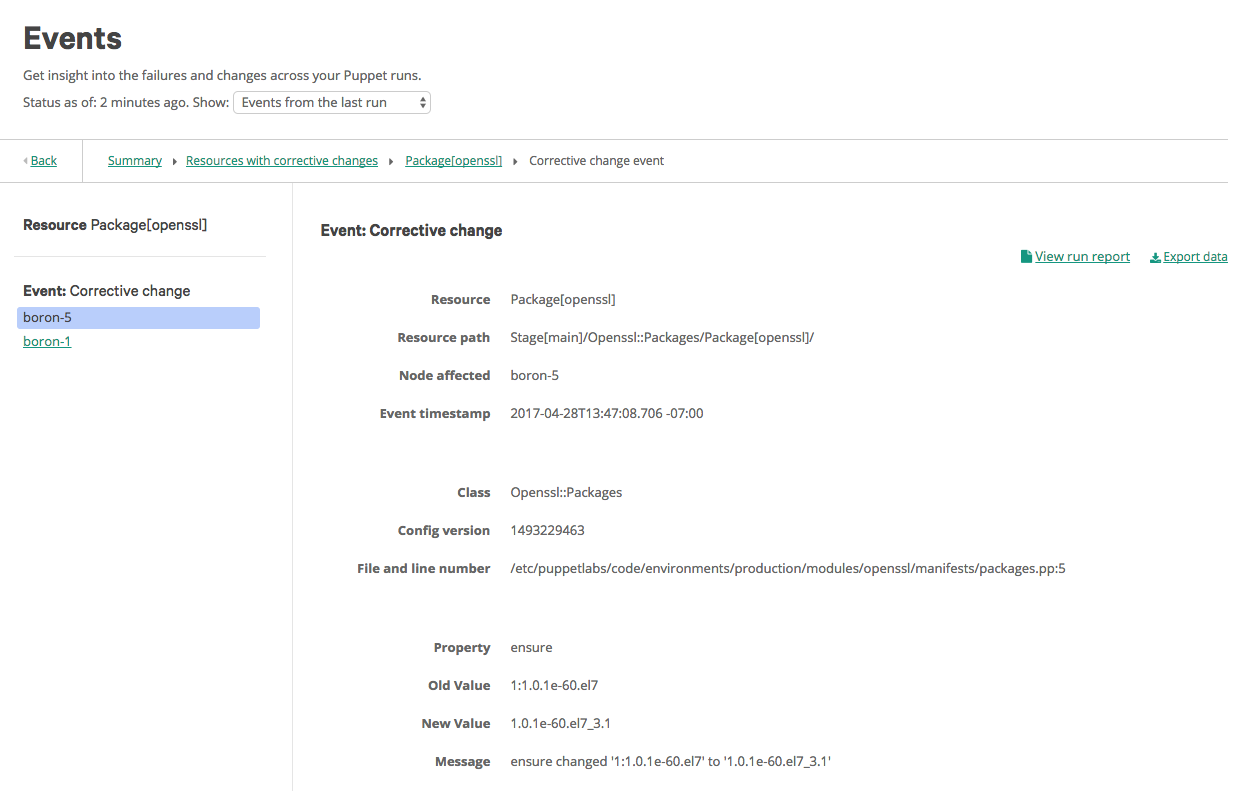 Events
Get insight into the failures and changes across your Puppet runs.
Status as of: 2 minutes ago. Show: Events from the last run
Back Summary Resources with corrective changes Package[openssl] Corrective change event
Resource Package[openssl]
Event: Corrective change
boron-5
boron-1
Event: Corrective change
View run report Export data
Resource Package[openssl]
Resource path Stage[main]/Openssl::Packages/Package[openssl]/
Node affected boron-5
Event timestamp 2017-04-28T13:47:08.706 -07:00
Class Openssl::Packages
Config version 1493229463
File and line number /etc/puppetlabs/code/environments/production/modules/openssl/manifests/packages.pp:5
Property ensure
Old Value 1:1.0.1e-60.el7
New Value 1.0.1e-60.el7_3.1
Message ensure changed '1:1.0.1e-60.el7' to '1.0.1e-60.el7_3.1'